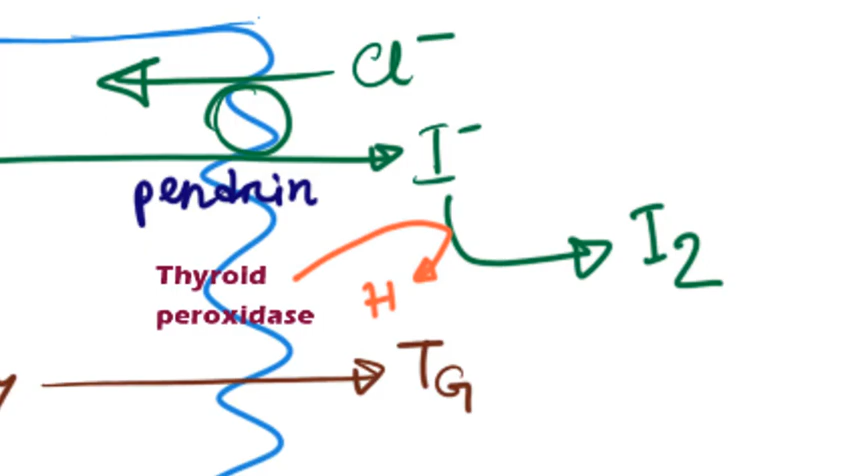 Cl⁻
I⁻
pendrin
I₂
Thyroid
peroxidase
H
TG